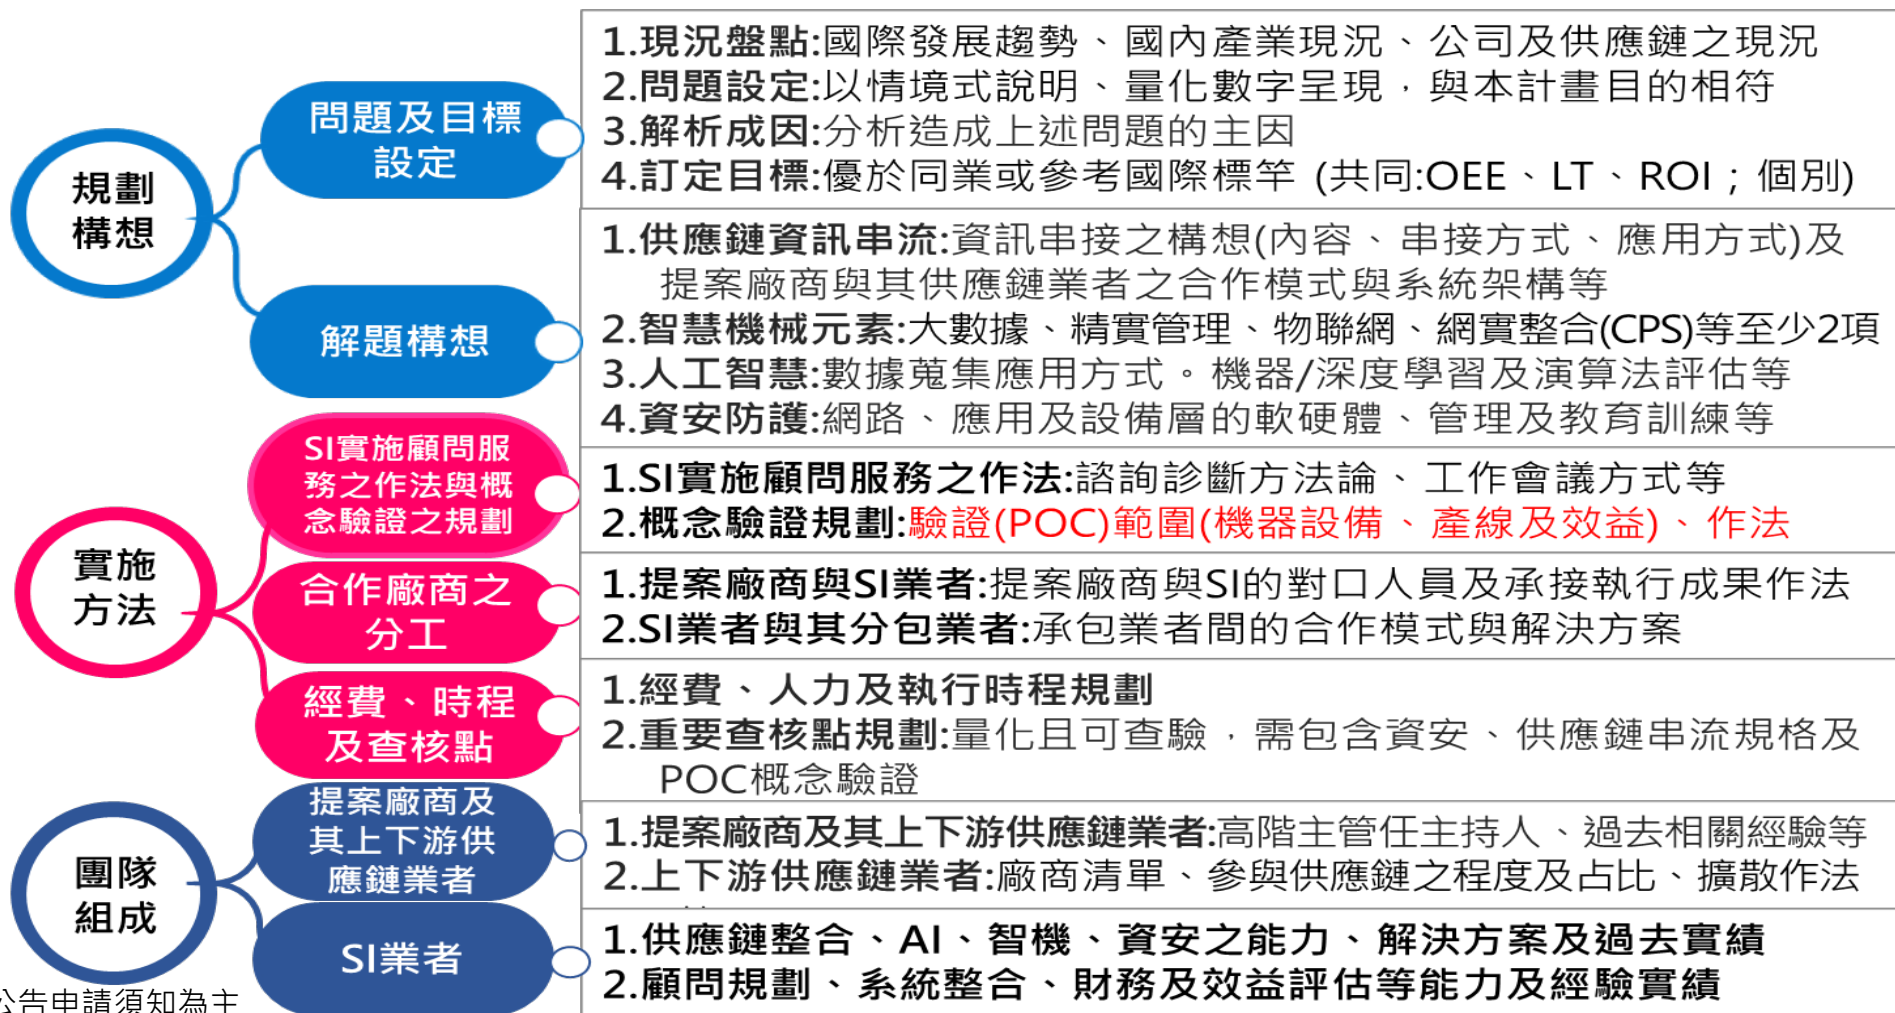 規劃
構想
問題及目標
設定
1.現況盤點:國際發展趨勢、國內產業現況、公司及供應鏈之現況
2.問題設定:以情境式說明、量化數字呈現，與本計畫目的相符
3.解析成因:分析造成上述問題的主因
4.訂定目標:優於同業或參考國際標竿 (共同:OEE、LT、ROI；個別)
解題構想
1.供應鏈資訊串流:資訊串接之構想(內容、串接方式、應用方式)及
提案廠商與其供應鏈業者之合作模式與系統架構等
2.智慧機械元素:大數據、精實管理、物聯網、網實整合(CPS)等至少2項
3.人工智慧:數據蒐集應用方式。機器/深度學習及演算法評估等
4.資安防護:網路、應用及設備層的軟硬體、管理及教育訓練等
實施
方法
SI實施顧問服
務之作法與概
念驗證之規劃
1.SI實施顧問服務之作法:諮詢診斷方法論、工作會議方式等
2.概念驗證規劃:驗證(POC)範圍(機器設備、產線及效益)、作法
合作廠商之
分工
1.提案廠商與SI業者:提案廠商與SI的對口人員及承接執行成果作法
2.SI業者與其分包業者:承包業者間的合作模式與解決方案
經費、時程
及查核點
1.經費、人力及執行時程規劃
2.重要查核點規劃:量化且可查驗，需包含資安、供應鏈串流規格及
POC概念驗證
團隊
組成
提案廠商及
其上下游供
應鏈業者
1.提案廠商及其上下游供應鏈業者:高階主管任主持人、過去相關經驗等
2.上下游供應鏈業者:廠商清單、參與供應鏈之程度及占比、擴散作法
SI業者
1.供應鏈整合、AI、智機、資安之能力、解決方案及過去實績
2.顧問規劃、系統整合、財務及效益評估等能力及經驗實績
公告申請須知為主